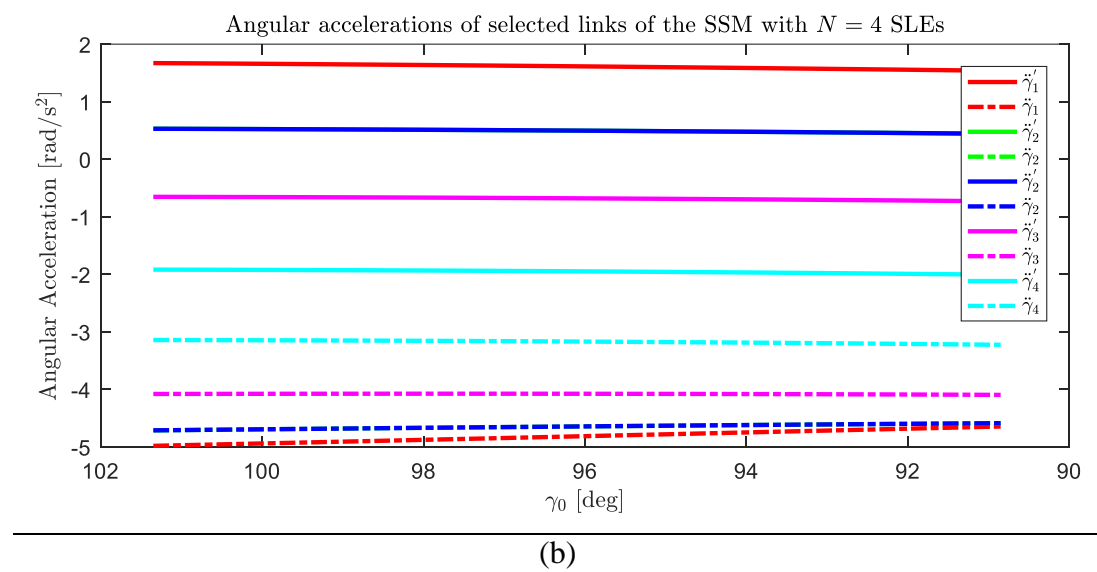 Angular accelerations of selected links of the SSM with N = 4 SLEs
Angular Acceleration [rad/s²]
2
1
0
-1
-2
-3
-4
-5
102
100
98
96
94
92
90
γ₀ [deg]
γ̈₁′
γ̈₁
γ̈₂′
γ̈₂
γ̈₂′
γ̈₂
γ̈₃′
γ̈₃
γ̈₄′
γ̈₄
(b)